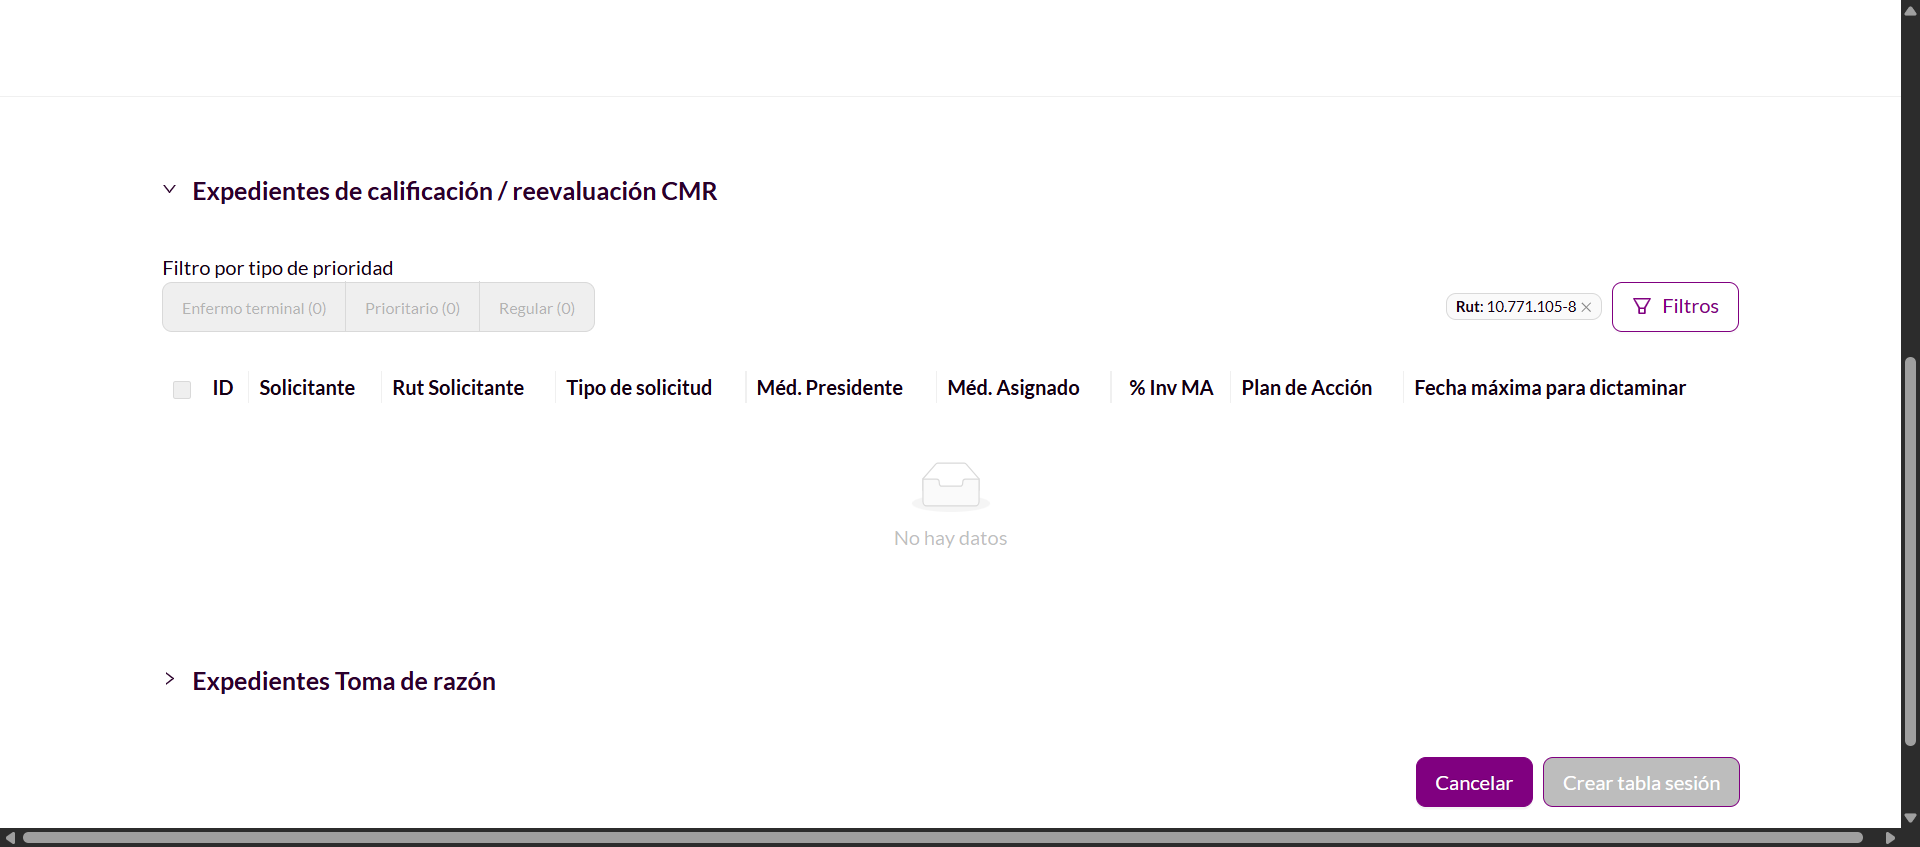 Expedientes de calificación / reevaluación CMR
Filtro por tipo de prioridad
Enfermo terminal (0) Prioritario (0) Regular (0) Rut: 10.771.105-8 Filtros
ID Solicitante Rut Solicitante Tipo de solicitud Méd. Presidente Méd. Asignado % Inv MA Plan de Acción Fecha máxima para dictaminar
No hay datos
Expedientes Toma de razón
Cancelar Crear tabla sesión